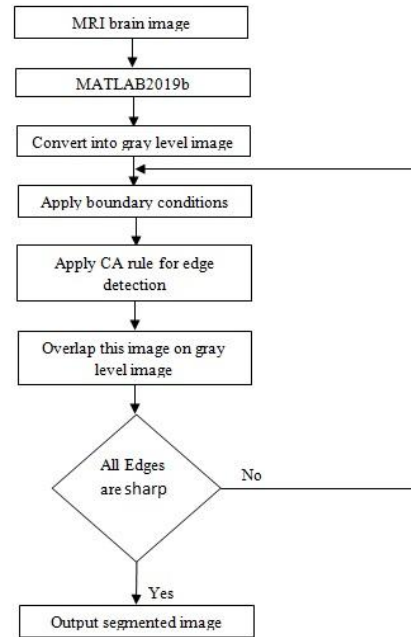 MRI brain image
MATLAB2019b
Convert into gray level image
Apply boundary conditions
Apply CA rule for edge
detection
Overlap this image on gray
level image
All Edges
are sharp
No
Yes
Output segmented image